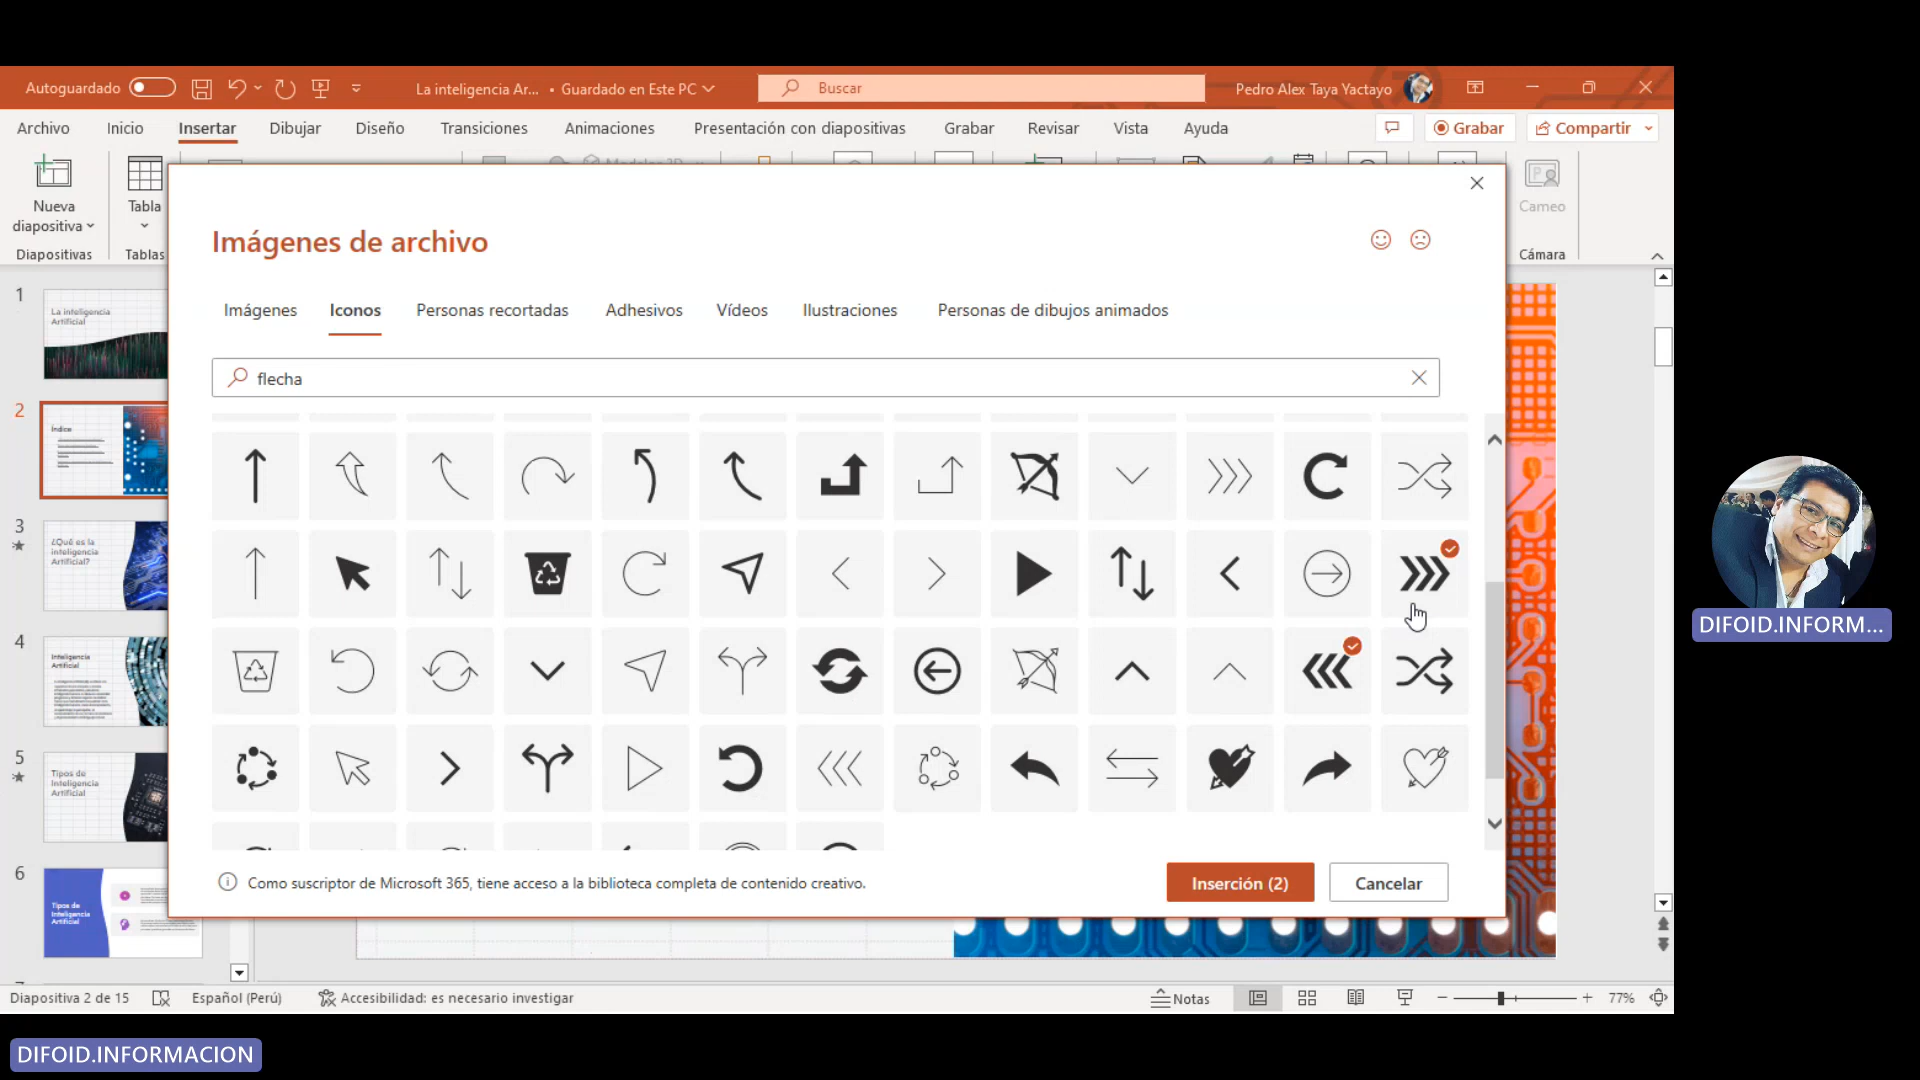 Autoguardado
La inteligencia Ar... • Guardado en Este PC
Buscar
Pedro Alex Taya Yactayo
Archivo
Inicio
Insertar
Dibujar
Diseño
Transiciones
Animaciones
Presentación con diapositivas
Grabar
Revisar
Vista
Ayuda
Grabar
Compartir
Nueva
diapositiva
Diapositivas
Tabla
Tablas
Cameo
Cámara
Imágenes de archivo
Imágenes
Iconos
Personas recortadas
Adhesivos
Vídeos
Ilustraciones
Personas de dibujos animados
flecha
Como suscriptor de Microsoft 365, tiene acceso a la biblioteca completa de contenido creativo.
Inserción (2)
Cancelar
1
La inteligencia
Artificial
2
Índice
3
¿Qué es la
inteligencia
Artificial?
4
Inteligencia
Artificial
5
Tipos de
Inteligencia
Artificial
6
Tipos de
Inteligencia
Artificial
Diapositiva 2 de 15
Español (Perú)
Accesibilidad: es necesario investigar
Notas
77%
DIFOID.INFORM...
DIFOID.INFORMACION